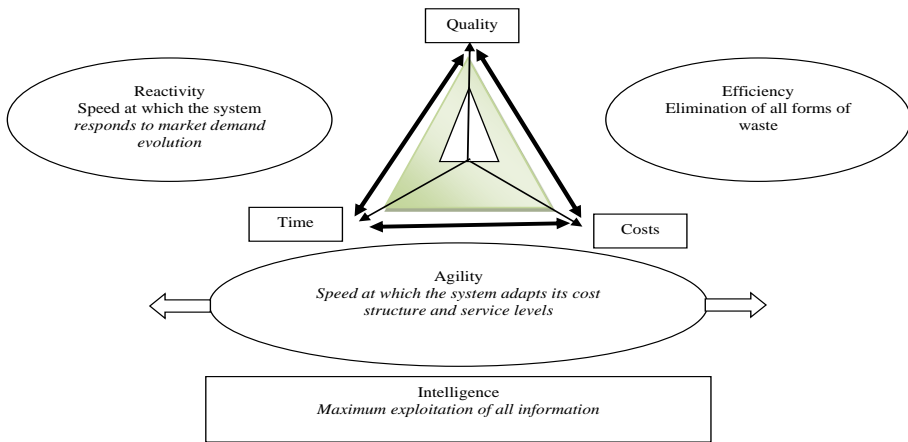 Quality
Reactivity
Speed at which the system
responds to market demand
evolution
Efficiency
Elimination of all forms of
waste
Time
Costs
Agility
Speed at which the system adapts its cost
structure and service levels
Intelligence
Maximum exploitation of all information